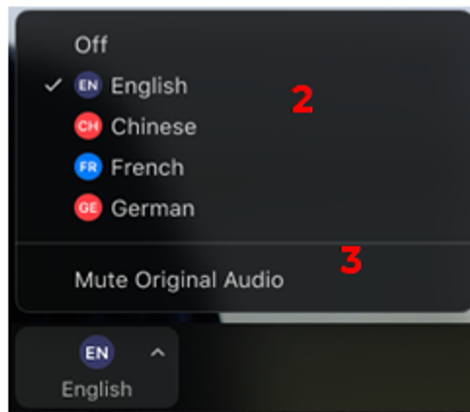 Off
EN English
CH Chinese
FR French
GE German
2
3
Mute Original Audio
EN
English